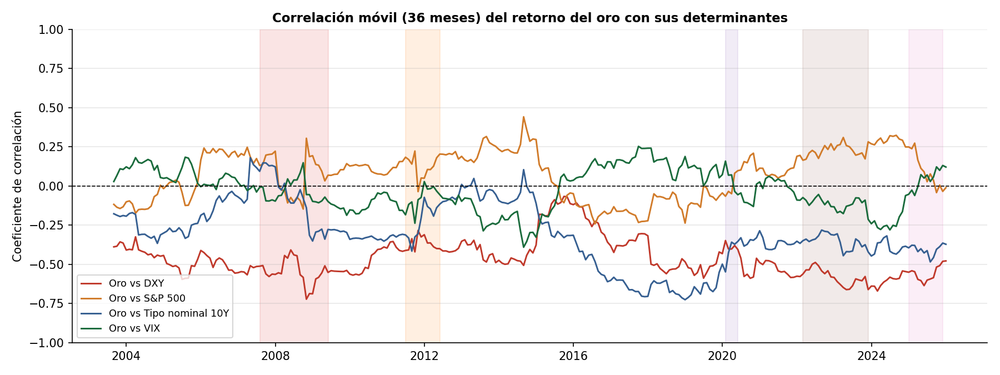 Correlación móvil (36 meses) del retorno del oro con sus determinantes
Coeficiente de correlación
1.00
0.75
0.50
0.25
0.00
−0.25
−0.50
−0.75
−1.00
Oro vs DXY
Oro vs S&P 500
Oro vs Tipo nominal 10Y
Oro vs VIX
2004 2008 2012 2016 2020 2024